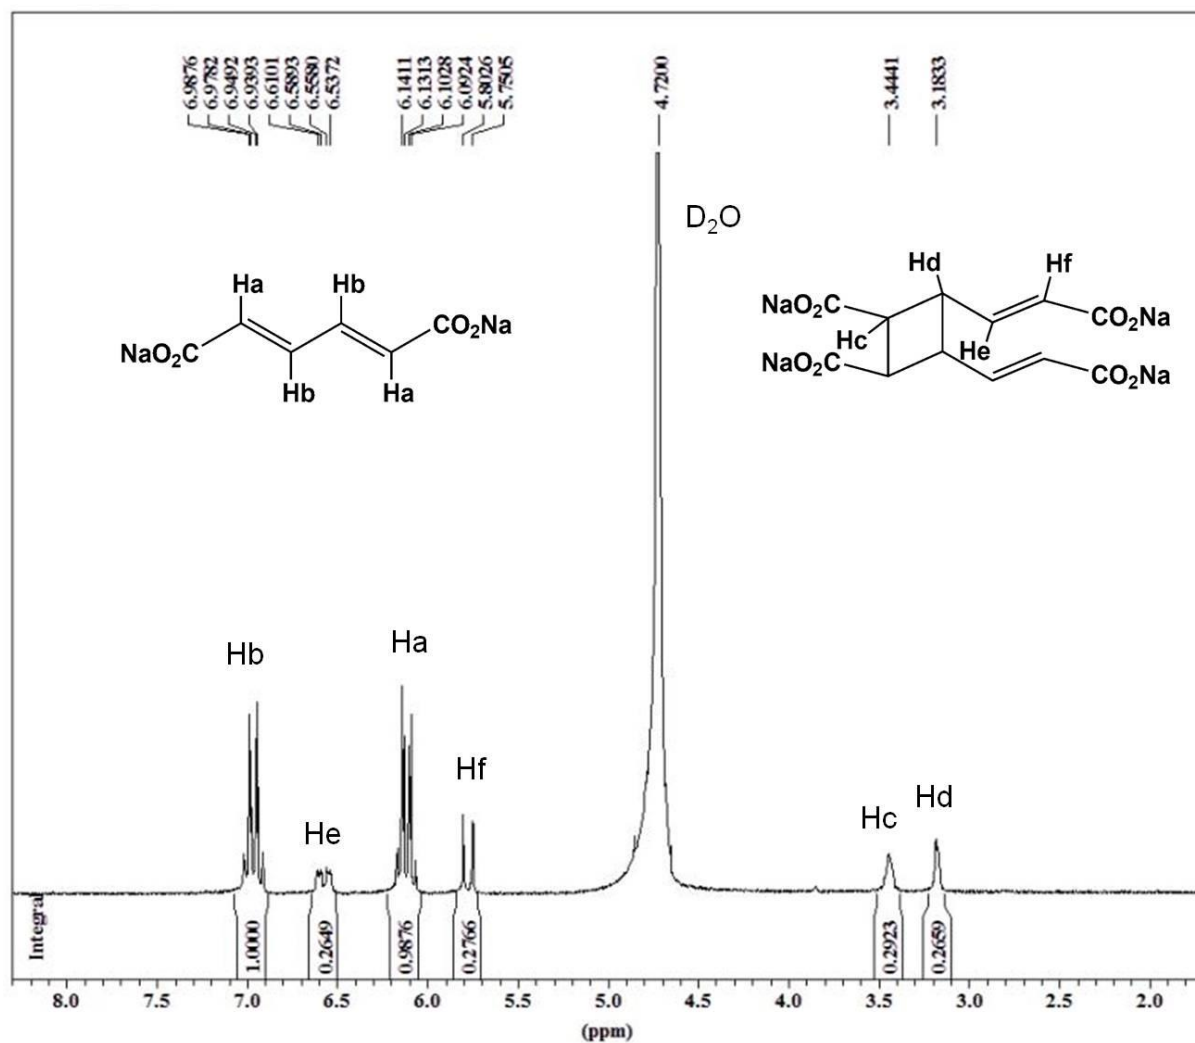 6.9876
6.9782
6.9492
6.9393
6.6101
6.5893
6.5580
6.5372
6.1411
6.1313
6.1028
6.0924
5.8026
5.7505
4.7200
3.4441
3.1833
D2O
Ha
Hb
NaO2C
CO2Na
Hb
Ha
Hd
Hf
NaO2C
CO2Na
Hc
He
NaO2C
CO2Na
Hb
Ha
He
Hf
Hc
Hd
Integral
1.0000
0.2649
0.9876
0.2766
0.2923
0.2659
8.0 7.5 7.0 6.5 6.0 5.5 5.0 4.5 4.0 3.5 3.0 2.5 2.0
(ppm)